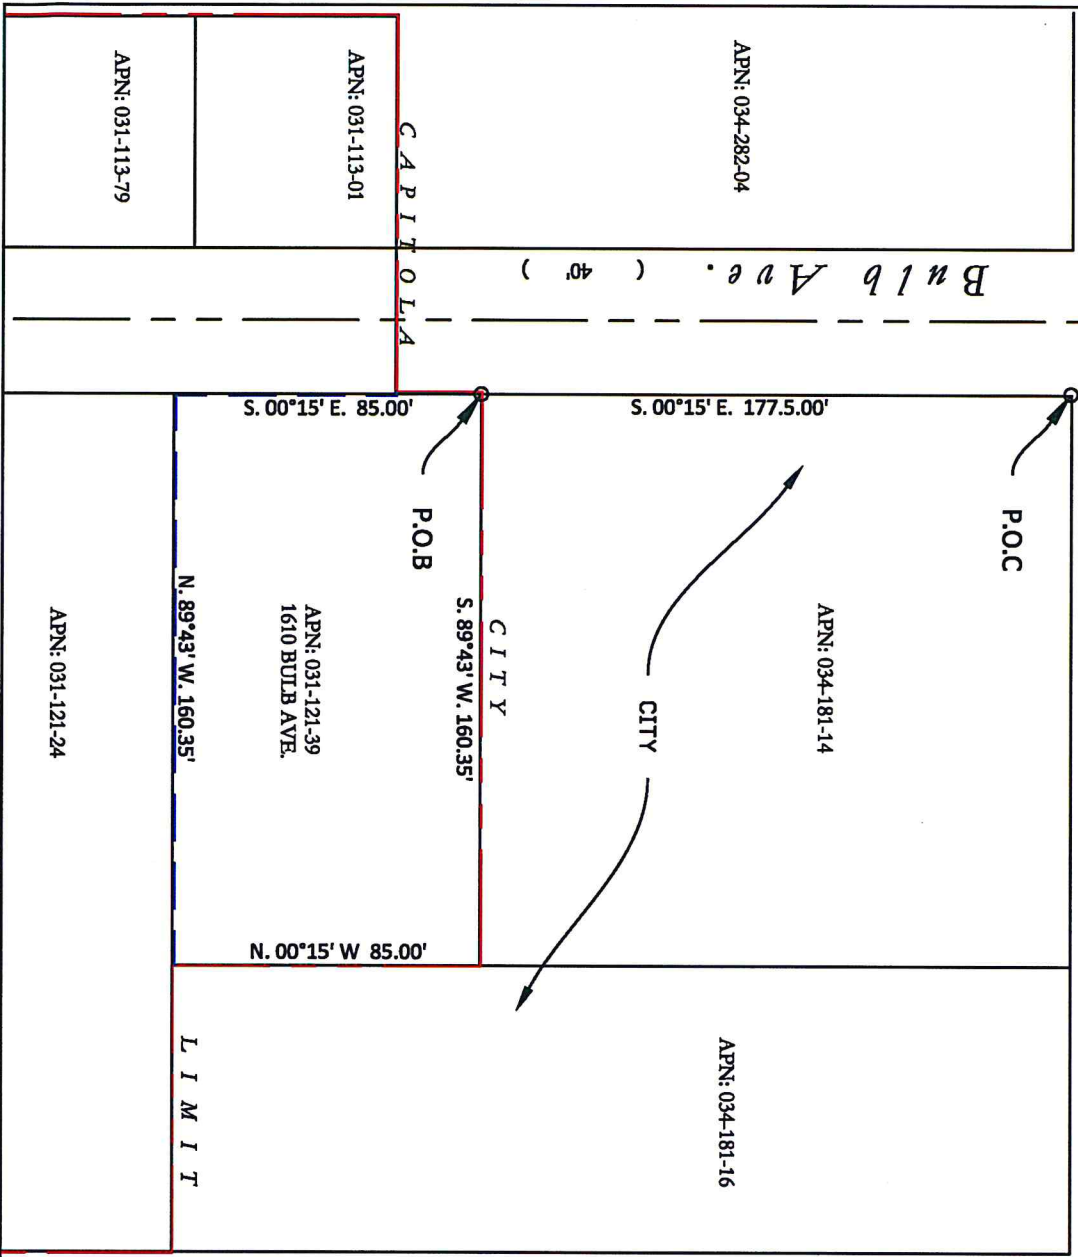 APN: 034-282-04
APN: 031-113-01
APN: 031-113-79
CAPITOLA
Bulb Ave. ( 40' )
S. 00°15' E. 85.00'
S. 00°15' E. 177.5.00'
P.O.C
P.O.B
APN: 034-181-14
CITY
S. 89°43' W. 160.35'
CITY
APN: 031-121-39
1610 BULB AVE.
N. 89°43' W. 160.35'
APN: 031-121-24
N. 00°15' W 85.00'
LIMIT
APN: 034-181-16